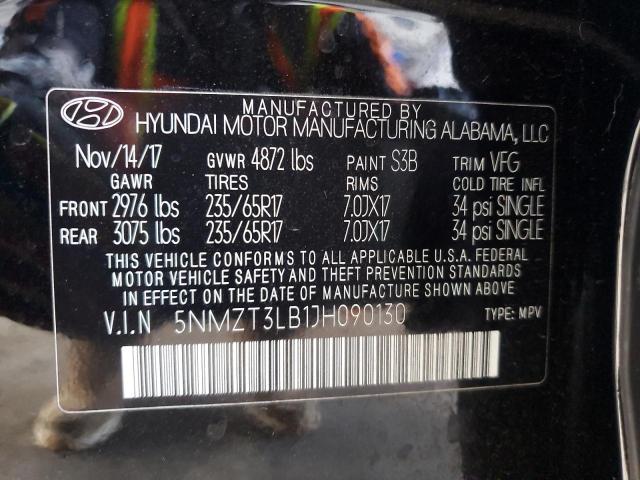 MANUFACTURED BY
HYUNDAI MOTOR MANUFACTURING ALABAMA, LLC
Nov/14/17 GVWR 4872 lbs PAINT S3B TRIM VFG
GAWR TIRES RIMS COLD TIRE INFL
FRONT 2976 lbs 235/65R17 7.0JX17 34 psi SINGLE
REAR 3075 lbs 235/65R17 7.0JX17 34 psi SINGLE
THIS VEHICLE CONFORMS TO ALL APPLICABLE U.S.A. FEDERAL
MOTOR VEHICLE SAFETY AND THEFT PREVENTION STANDARDS
IN EFFECT ON THE DATE OF MANUFACTURE SHOWN ABOVE
V.I.N 5NMZT3LB1JH090130 TYPE: MPV